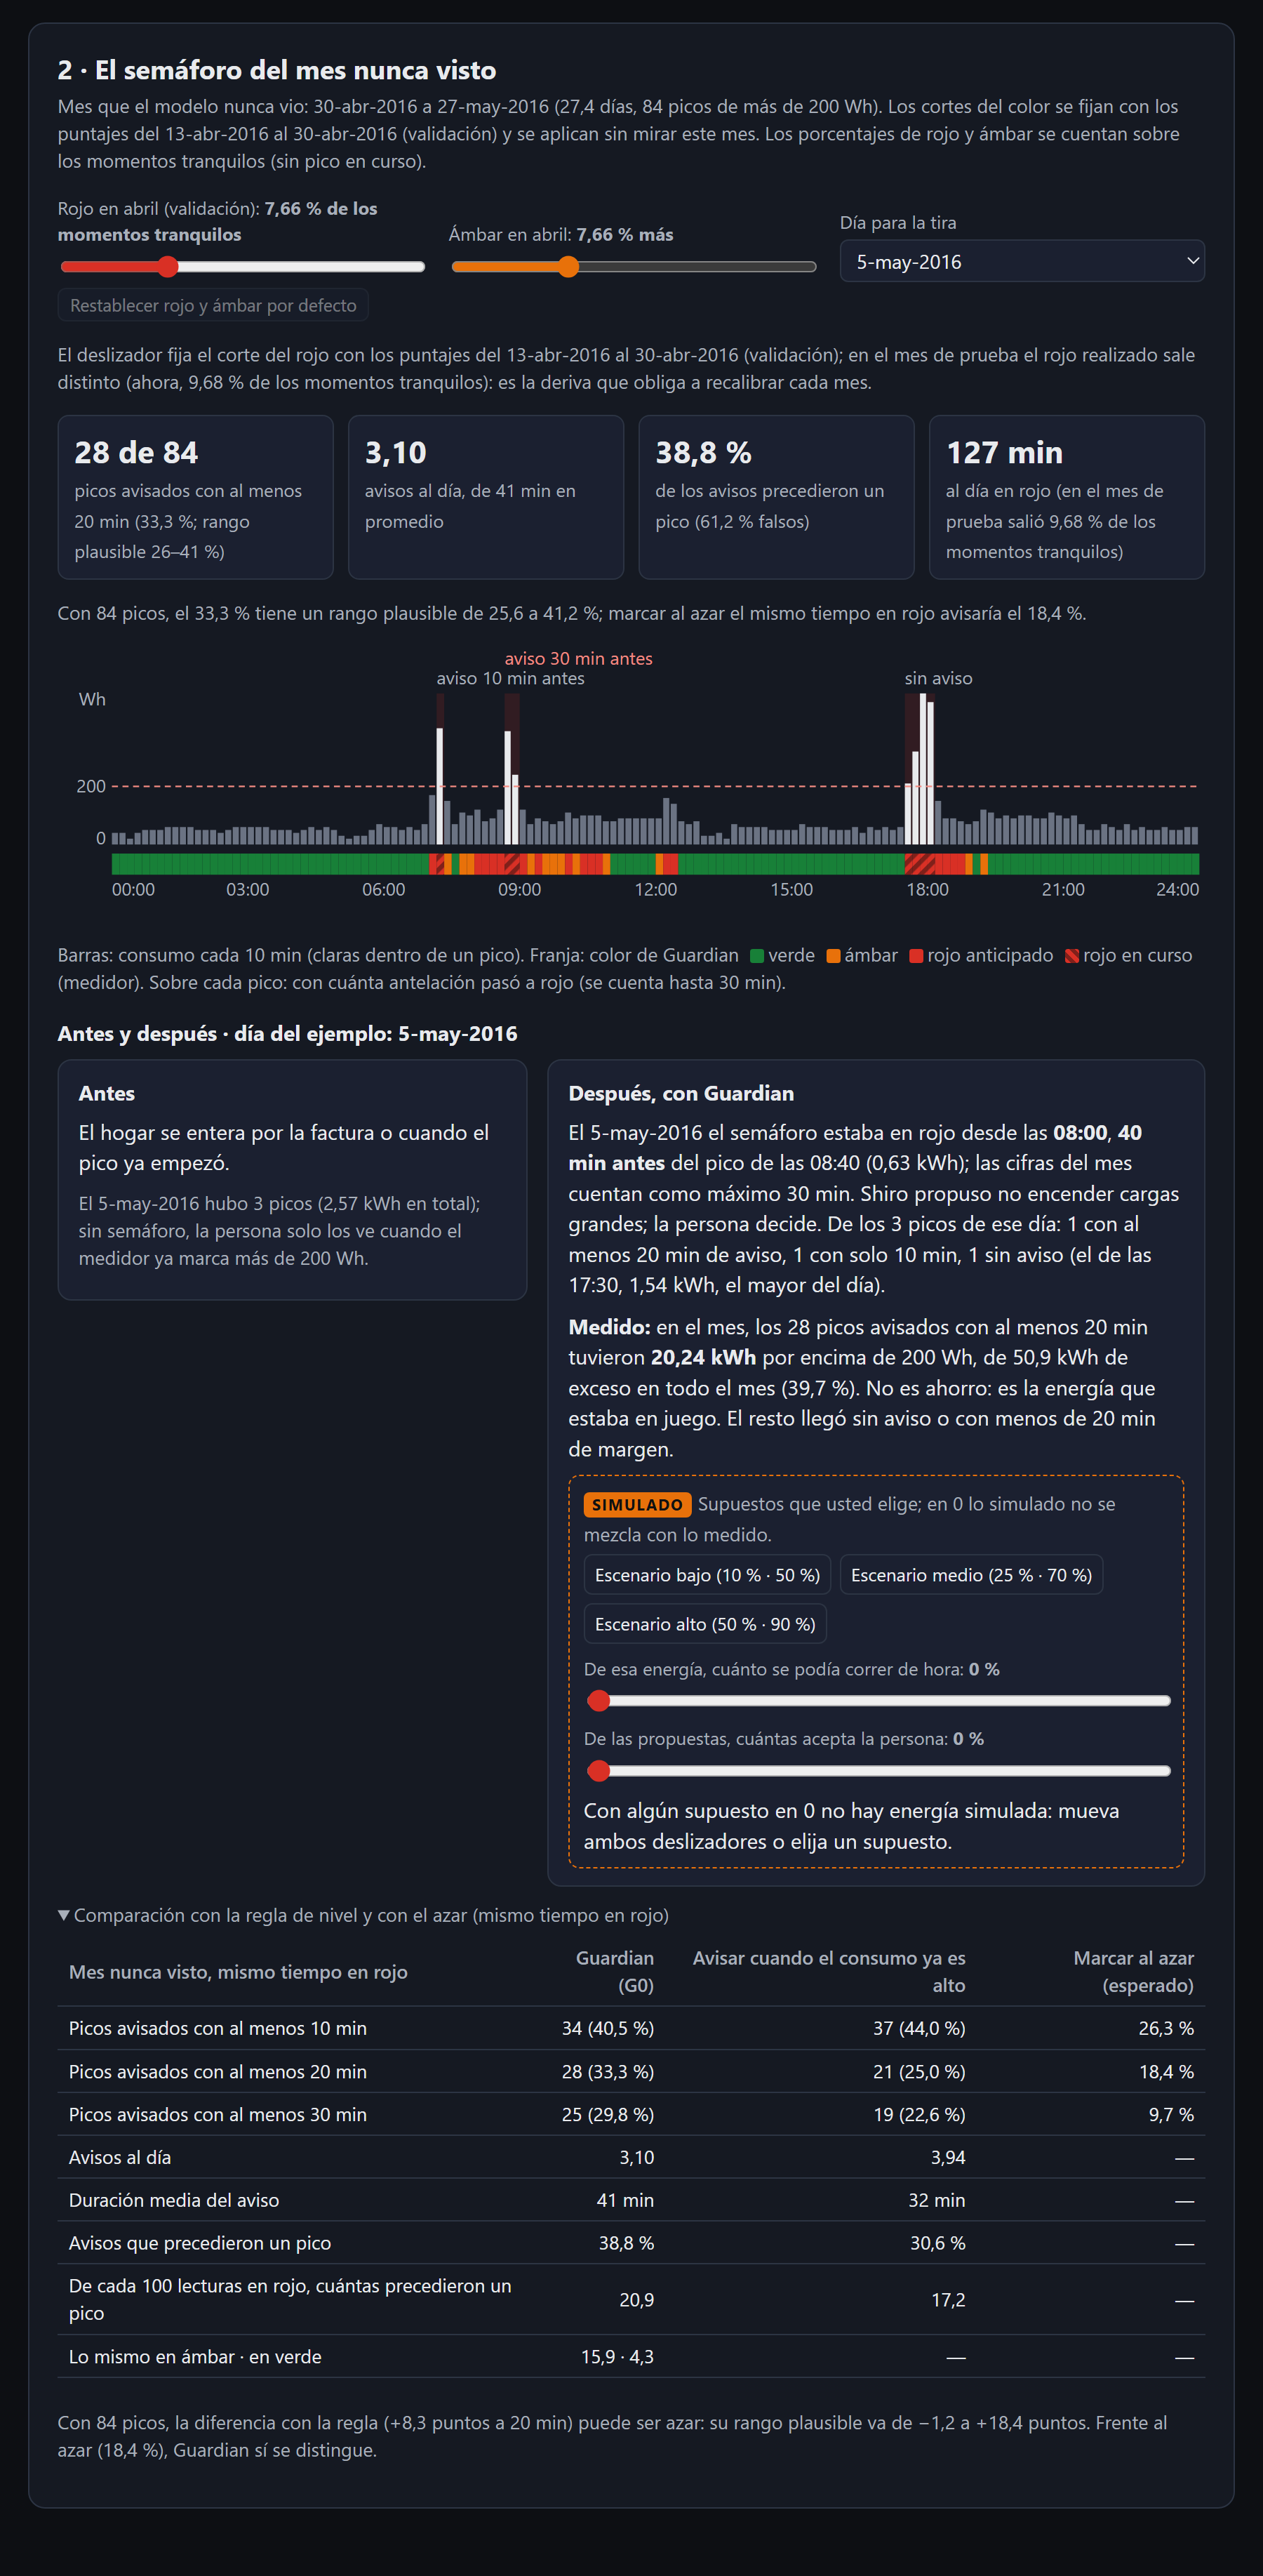 2 · El semáforo del mes nunca visto
Mes que el modelo nunca vio: 30-abr-2016 a 27-may-2016 (27,4 días, 84 picos de más de 200 Wh). Los cortes del color se fijan con los
puntajes del 13-abr-2016 al 30-abr-2016 (validación) y se aplican sin mirar este mes. Los porcentajes de rojo y ámbar se cuentan sobre
los momentos tranquilos (sin pico en curso).
Rojo en abril (validación): 7,66 % de los
momentos tranquilos
Ámbar en abril: 7,66 % más
Día para la tira
5-may-2016
Restablecer rojo y ámbar por defecto
El deslizador fija el corte del rojo con los puntajes del 13-abr-2016 al 30-abr-2016 (validación); en el mes de prueba el rojo realizado sale
distinto (ahora, 9,68 % de los momentos tranquilos): es la deriva que obliga a recalibrar cada mes.
28 de 84
picos avisados con al menos
20 min (33,3 %; rango
plausible 26–41 %)
3,10
avisos al día, de 41 min en
promedio
38,8 %
de los avisos precedieron un
pico (61,2 % falsos)
127 min
al día en rojo (en el mes de
prueba salió 9,68 % de los
momentos tranquilos)
Con 84 picos, el 33,3 % tiene un rango plausible de 25,6 a 41,2 %; marcar al azar el mismo tiempo en rojo avisaría el 18,4 %.
aviso 30 min antes
aviso 10 min antes
sin aviso
Wh
200
0
00:00 03:00 06:00 09:00 12:00 15:00 18:00 21:00 24:00
Barras: consumo cada 10 min (claras dentro de un pico). Franja: color de Guardian verde ámbar rojo anticipado rojo en curso
(medidor). Sobre cada pico: con cuánta antelación pasó a rojo (se cuenta hasta 30 min).
Antes y después · día del ejemplo: 5-may-2016
Antes
El hogar se entera por la factura o cuando el
pico ya empezó.
El 5-may-2016 hubo 3 picos (2,57 kWh en total);
sin semáforo, la persona solo los ve cuando el
medidor ya marca más de 200 Wh.
Después, con Guardian
El 5-may-2016 el semáforo estaba en rojo desde las 08:00, 40
min antes del pico de las 08:40 (0,63 kWh); las cifras del mes
cuentan como máximo 30 min. Shiro propuso no encender cargas
grandes; la persona decide. De los 3 picos de ese día: 1 con al
menos 20 min de aviso, 1 con solo 10 min, 1 sin aviso (el de las
17:30, 1,54 kWh, el mayor del día).
Medido: en el mes, los 28 picos avisados con al menos 20 min
tuvieron 20,24 kWh por encima de 200 Wh, de 50,9 kWh de
exceso en todo el mes (39,7 %). No es ahorro: es la energía que
estaba en juego. El resto llegó sin aviso o con menos de 20 min
de margen.
SIMULADO Supuestos que usted elige; en 0 lo simulado no se
mezcla con lo medido.
Escenario bajo (10 % · 50 %) Escenario medio (25 % · 70 %)
Escenario alto (50 % · 90 %)
De esa energía, cuánto se podía correr de hora: 0 %
De las propuestas, cuántas acepta la persona: 0 %
Con algún supuesto en 0 no hay energía simulada: mueva
ambos deslizadores o elija un supuesto.
▼ Comparación con la regla de nivel y con el azar (mismo tiempo en rojo)
Mes nunca visto, mismo tiempo en rojo
Guardian
(G0)
Avisar cuando el consumo ya es
alto
Marcar al azar
(esperado)
Picos avisados con al menos 10 min 34 (40,5 %) 37 (44,0 %) 26,3 %
Picos avisados con al menos 20 min 28 (33,3 %) 21 (25,0 %) 18,4 %
Picos avisados con al menos 30 min 25 (29,8 %) 19 (22,6 %) 9,7 %
Avisos al día 3,10 3,94 —
Duración media del aviso 41 min 32 min —
Avisos que precedieron un pico 38,8 % 30,6 % —
De cada 100 lecturas en rojo, cuántas precedieron un
pico
20,9 17,2 —
Lo mismo en ámbar · en verde 15,9 · 4,3 — —
Con 84 picos, la diferencia con la regla (+8,3 puntos a 20 min) puede ser azar: su rango plausible va de −1,2 a +18,4 puntos. Frente al
azar (18,4 %), Guardian sí se distingue.